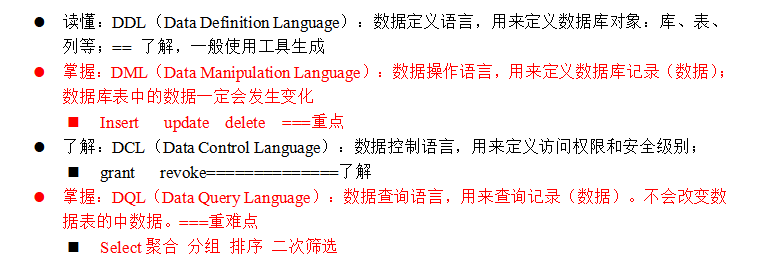 ● 读懂：DDL（Data Definition Language）：数据定义语言，用来定义数据库对象：库、表、
列等；== 了解，一般使用工具生成
● 掌握：DML（Data Manipulation Language）：数据操作语言，用来定义数据库记录（数据）；
数据库表中的数据一定会发生变化
■ Insert update delete ===重点
● 了解：DCL（Data Control Language）：数据控制语言，用来定义访问权限和安全级别；
■ grant revoke==============了解
● 掌握：DQL（Data Query Language）：数据查询语言，用来查询记录（数据）。不会改变数
据表的中数据。===重难点
■ Select 聚合 分组 排序 二次筛选